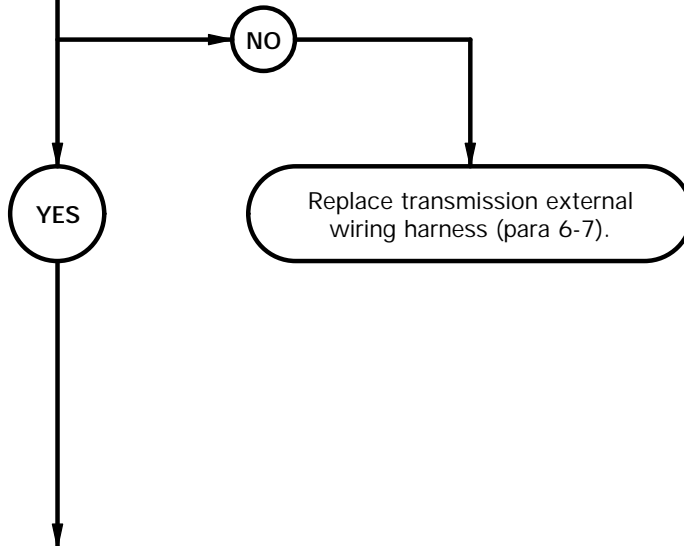 NO
YES
Replace transmission external
wiring harness (para 6-7).